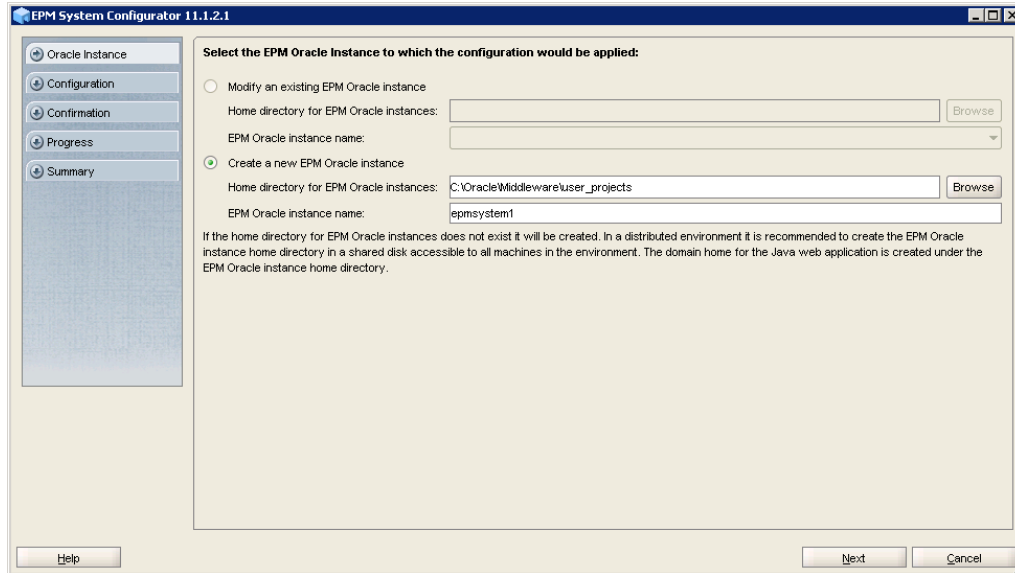 EPM System Configurator 11.1.2.1
Oracle Instance
Configuration
Confirmation
Progress
Summary
Select the EPM Oracle Instance to which the configuration would be applied:
Modify an existing EPM Oracle instance
Home directory for EPM Oracle instances:
Browse
EPM Oracle instance name:
Create a new EPM Oracle instance
Home directory for EPM Oracle instances: C:\Oracle\Middleware\user_projects Browse
EPM Oracle instance name: epmsystem1
If the home directory for EPM Oracle instances does not exist it will be created. In a distributed environment it is recommended to create the EPM Oracle
instance home directory in a shared disk accessible to all machines in the environment. The domain home for the Java web application is created under the
EPM Oracle instance home directory.
Help Next Cancel